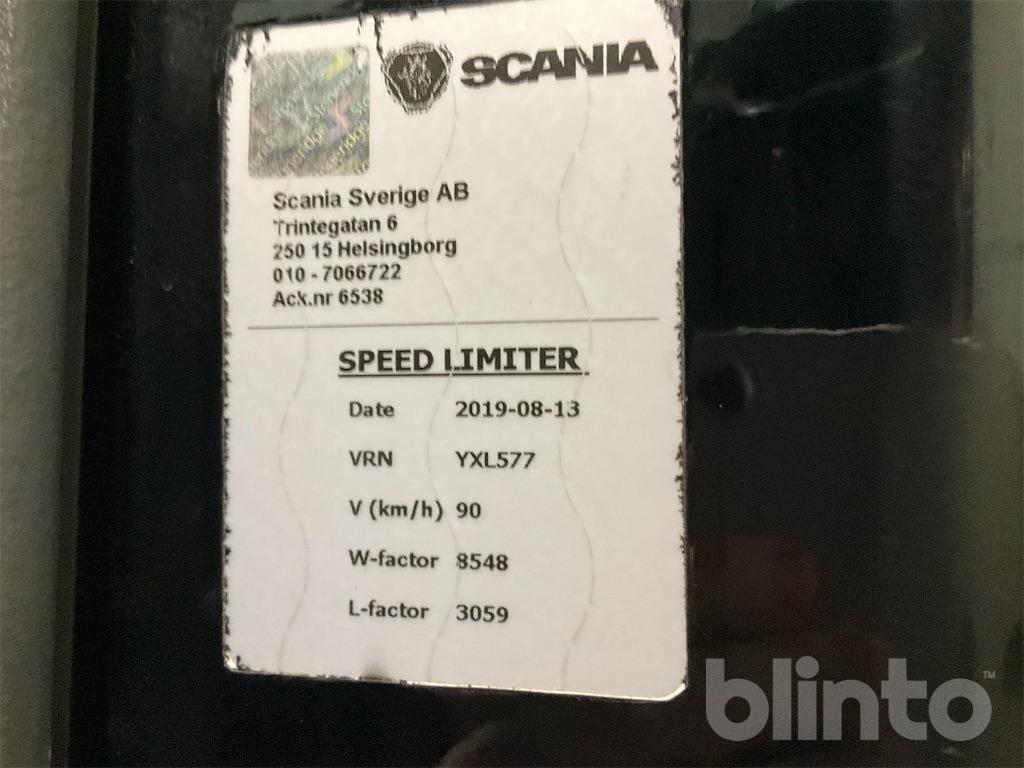 SCANIA
Scania Sverige AB
Trintegatan 6
250 15 Helsingborg
010 - 7066722
Ack.nr 6538
SPEED LIMITER
Date 2019-08-13
VRN YXL577
V (km/h) 90
W-factor 8548
L-factor 3059
blinto™